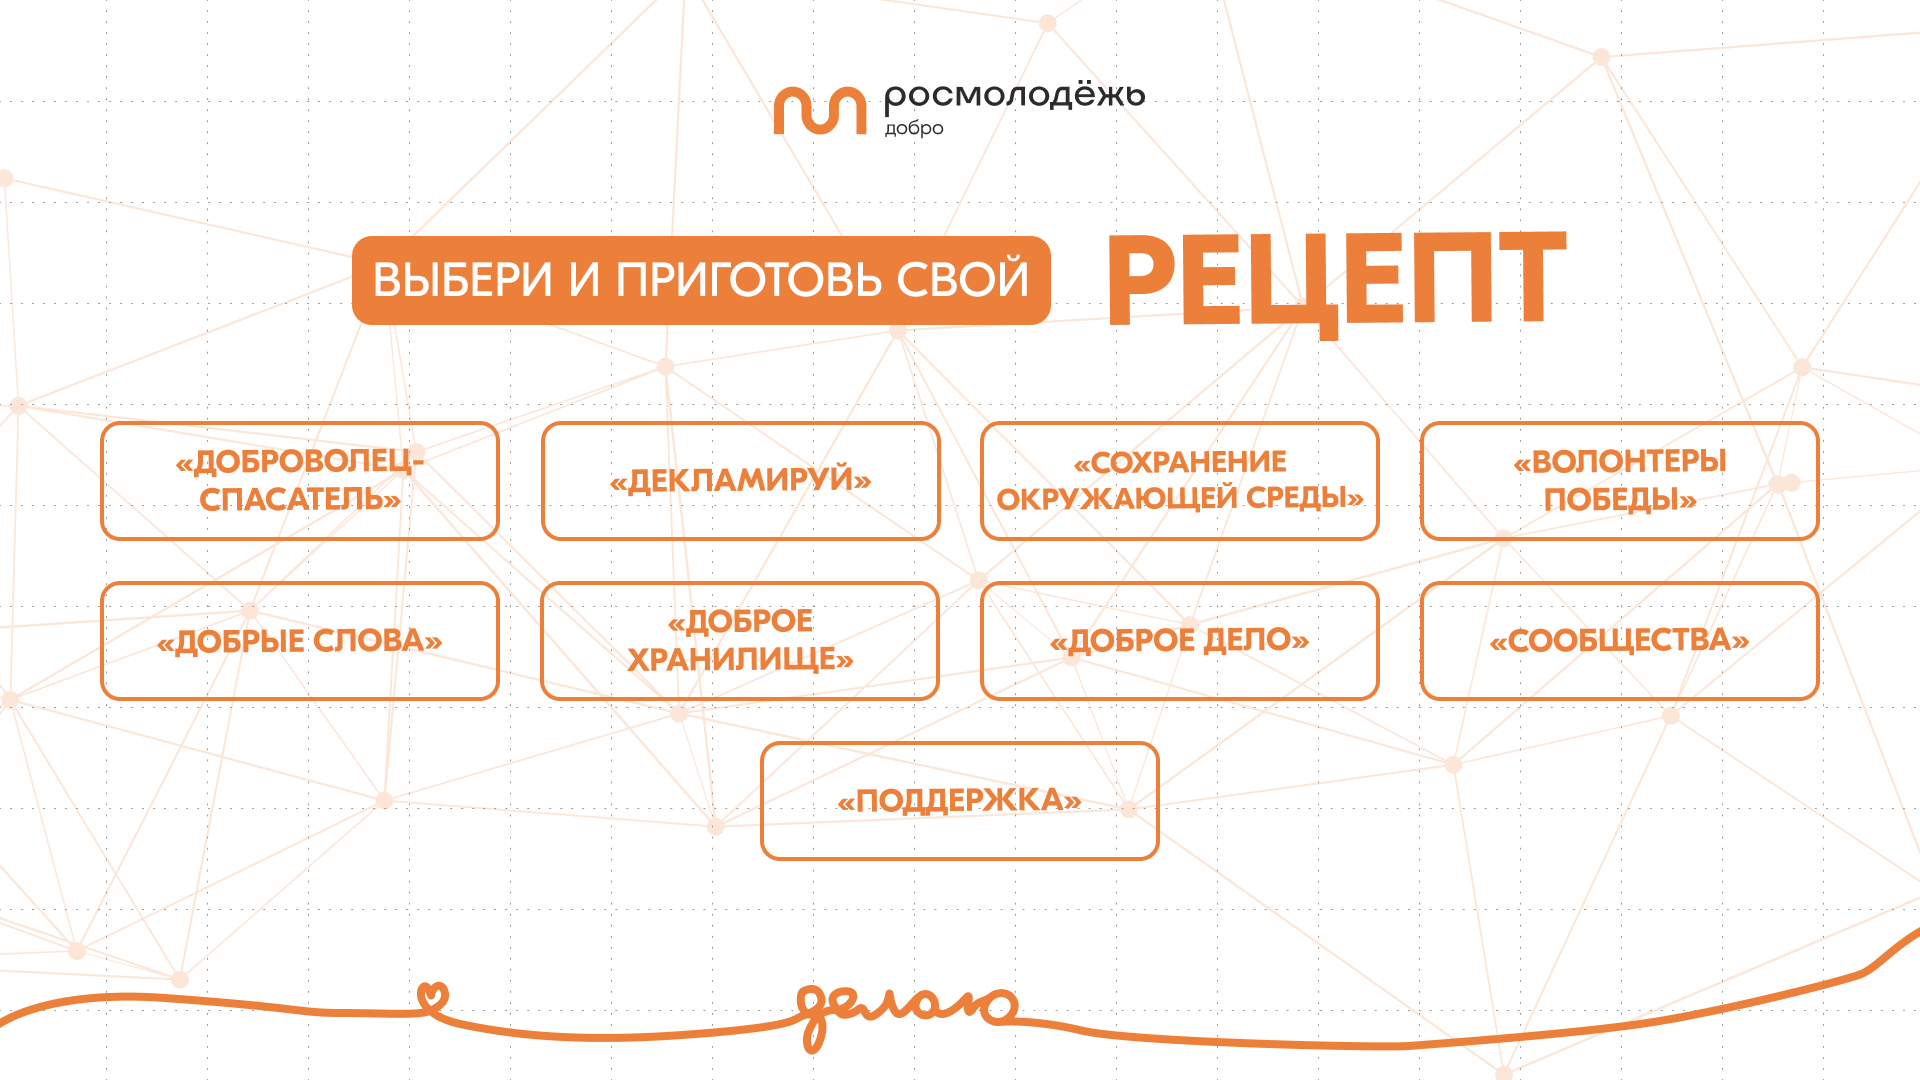 росмолодёжь
добро
ВЫБЕРИ И ПРИГОТОВЬ СВОЙ РЕЦЕПТ
«ДОБРОВОЛЕЦ-
СПАСАТЕЛЬ»
«ДЕКЛАМИРУЙ»
«СОХРАНЕНИЕ
ОКРУЖАЮЩЕЙ СРЕДЫ»
«ВОЛОНТЕРЫ
ПОБЕДЫ»
«ДОБРЫЕ СЛОВА»
«ДОБРОЕ
ХРАНИЛИЩЕ»
«ДОБРОЕ ДЕЛО»
«СООБЩЕСТВА»
«ПОДДЕРЖКА»
делаю